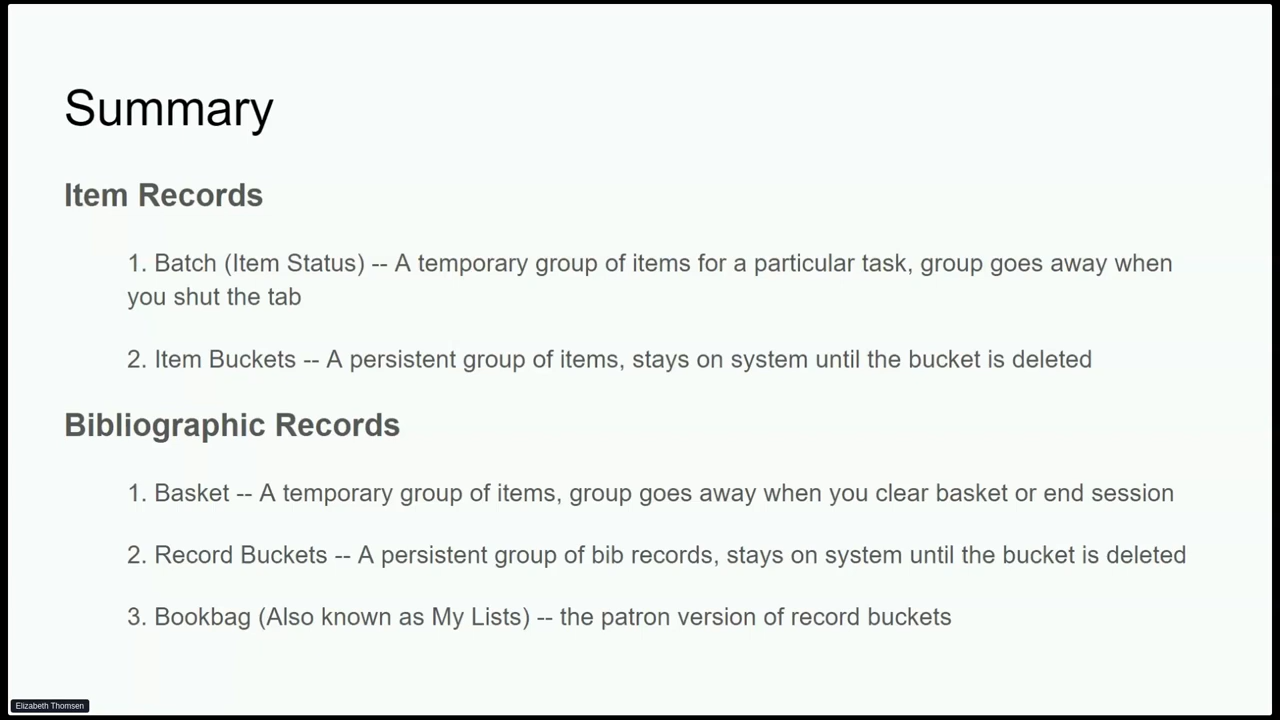 Summary
Item Records
1. Batch (Item Status) -- A temporary group of items for a particular task, group goes away when
you shut the tab
2. Item Buckets -- A persistent group of items, stays on system until the bucket is deleted
Bibliographic Records
1. Basket -- A temporary group of items, group goes away when you clear basket or end session
2. Record Buckets -- A persistent group of bib records, stays on system until the bucket is deleted
3. Bookbag (Also known as My Lists) -- the patron version of record buckets
Elizabeth Thomsen